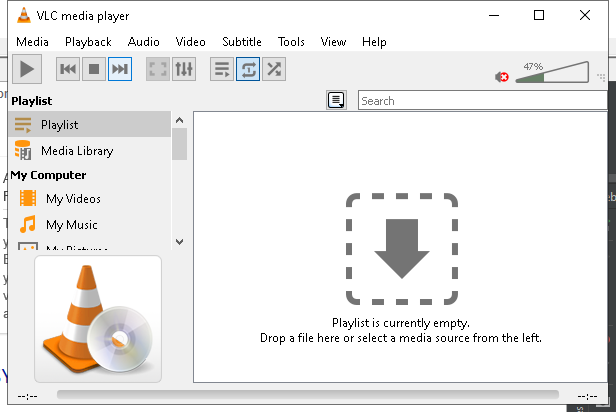 VLC media player
Media Playback Audio Video Subtitle Tools View Help
47%
Playlist
Search
Playlist
Media Library
My Computer
My Videos
My Music
My Pictures
Playlist is currently empty.
Drop a file here or select a media source from the left.
--:-- --:--